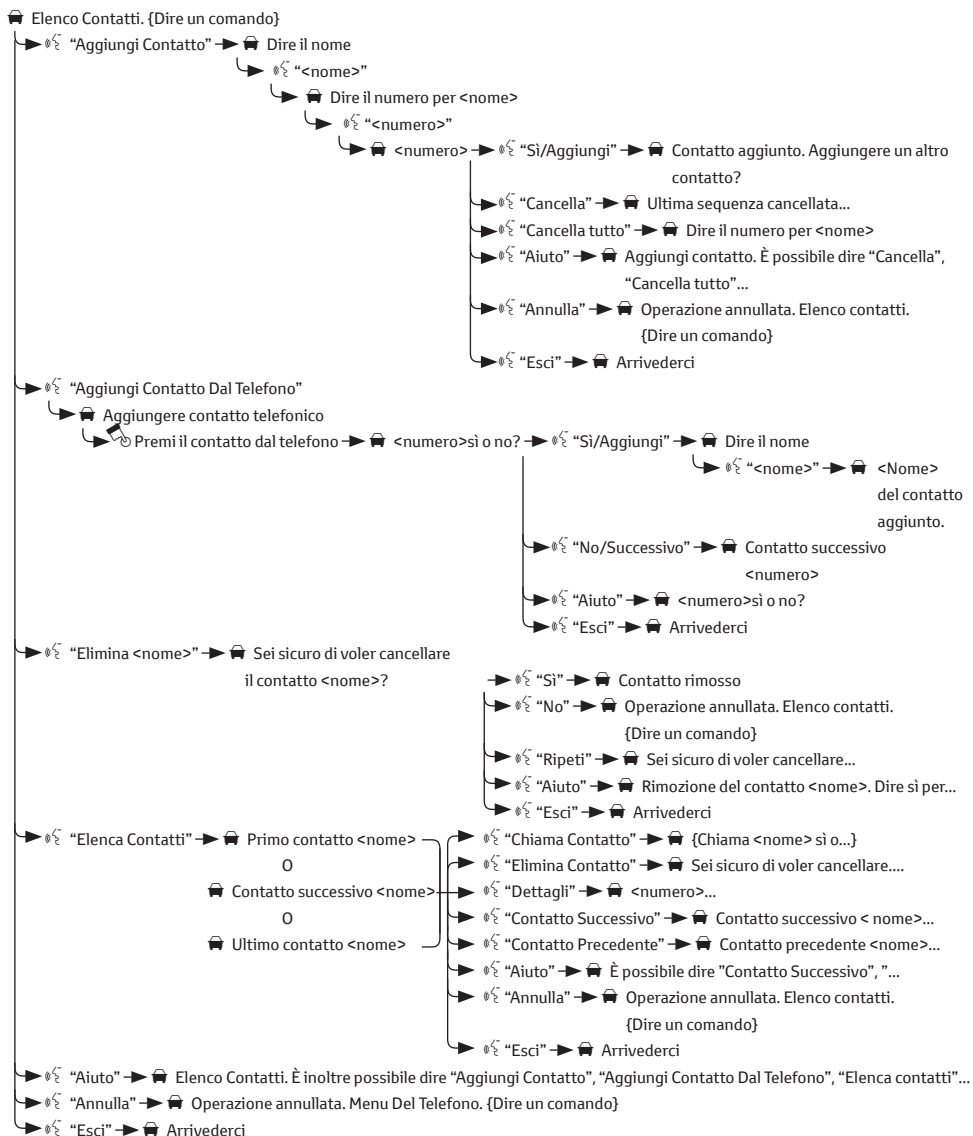 Elenco Contatti. {Dire un comando}
“Aggiungi Contatto” Dire il nome
“<nome>”
Dire il numero per <nome>
“<numero>”
<numero> “Sì/Aggiungi” Contatto aggiunto. Aggiungere un altro
contatto?
“Cancella” Ultima sequenza cancellata...
“Cancella tutto” Dire il numero per <nome>
“Aiuto” Aggiungi contatto. È possibile dire “Cancella”,
“Cancella tutto”...
“Annulla” Operazione annullata. Elenco contatti.
{Dire un comando}
“Esci” Arrivederci
“Aggiungi Contatto Dal Telefono”
Aggiungere contatto telefonico
Premi il contatto dal telefono <numero>sì o no? “Sì/Aggiungi” Dire il nome
“<nome>” <Nome>
del contatto
aggiunto.
“No/Successivo” Contatto successivo
<numero>
“Aiuto” <numero>sì o no?
“Esci” Arrivederci
“Elimina <nome>” Sei sicuro di voler cancellare
il contatto <nome>?
“Sì” Contatto rimosso
“No” Operazione annullata. Elenco contatti.
{Dire un comando}
“Ripeti” Sei sicuro di voler cancellare...
“Aiuto” Rimozione del contatto <nome>. Dire sì per...
“Esci” Arrivederci
“Elenca Contatti” Primo contatto <nome>
O
Contatto successivo <nome>
O
Ultimo contatto <nome>
“Chiama Contatto” {Chiama <nome> sì o...}
“Elimina Contatto” Sei sicuro di voler cancellare....
“Dettagli” <numero>...
“Contatto Successivo” Contatto successivo < nome>...
“Contatto Precedente” Contatto precedente <nome>...
“Aiuto” È possibile dire "Contatto Successivo", ”...
“Annulla” Operazione annullata. Elenco contatti.
{Dire un comando}
“Esci” Arrivederci
“Aiuto” Elenco Contatti. È inoltre possibile dire “Aggiungi Contatto”, “Aggiungi Contatto Dal Telefono”, “Elenca contatti”...
“Annulla” Operazione annullata. Menu Del Telefono. {Dire un comando}
“Esci” Arrivederci